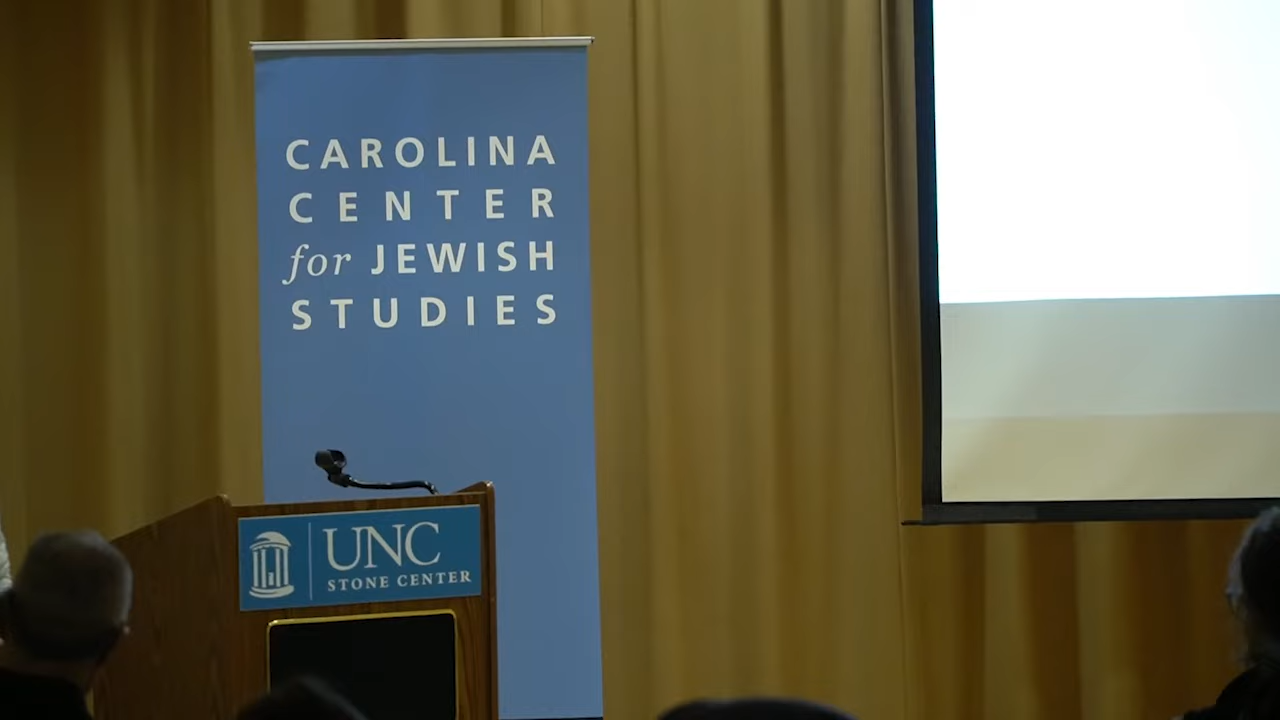 CAROLINA
CENTER
for JEWISH
STUDIES
UNC
STONE CENTER